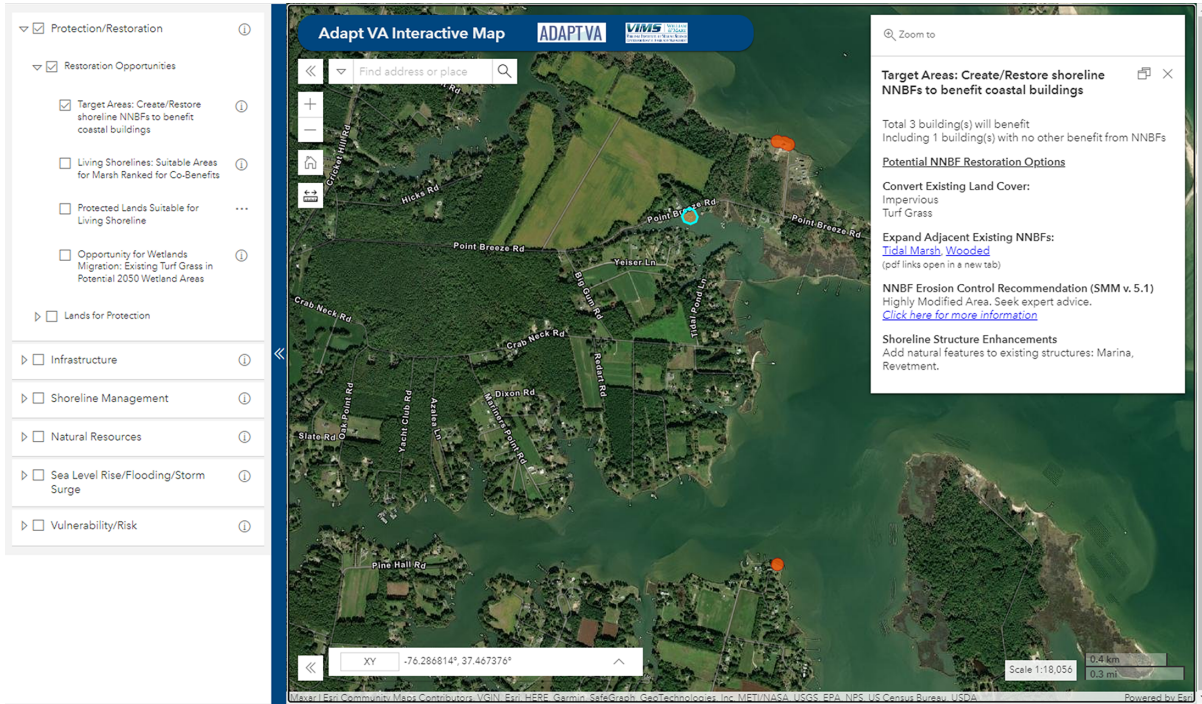 Protection/Restoration
Restoration Opportunities
Target Areas: Create/Restore
shoreline NNBFs to benefit
coastal buildings
Living Shorelines: Suitable Areas
for Marsh Ranked for Co-Benefits
Protected Lands Suitable for
Living Shoreline
Opportunity for Wetlands
Migration: Existing Turf Grass in
Potential 2050 Wetland Areas
Lands for Protection
Infrastructure
Shoreline Management
Natural Resources
Sea Level Rise/Flooding/Storm
Surge
Vulnerability/Risk
Adapt VA Interactive Map
ADAPTVA
VIMS
Find address or place
Rd
Cricket Hill Rd
Hicks Rd
Point Breeze Rd
Point Breeze Rd
Point Breeze Rd
Yeiser Ln
Big Gum Rd
Tidal Pond Ln
Crab Neck Rd
Crab Neck Rd
Redart Rd
Dixon Rd
Mariners Point Rd
Oak Point Rd
Yacht Club Rd
Azalea Ln
Slate Rd
Pine Hall Rd
XY
-76.286814°, 37.467376°
Zoom to
Target Areas: Create/Restore shoreline
NNBFs to benefit coastal buildings
Total 3 building(s) will benefit
Including 1 building(s) with no other benefit from NNBFs
Potential NNBF Restoration Options
Convert Existing Land Cover:
Impervious
Turf Grass
Expand Adjacent Existing NNBFs:
Tidal Marsh, Wooded
(pdf links open in a new tab)
NNBF Erosion Control Recommendation (SMM v. 5.1)
Highly Modified Area. Seek expert advice.
Click here for more information
Shoreline Structure Enhancements
Add natural features to existing structures: Marina,
Revetment.
Scale 1:18,056
0.4 km
0.3 mi
Maxar | Esri Community Maps Contributors, VGIN, Esri, HERE, Garmin, SafeGraph, GeoTechnologies, Inc, METI/NASA, USGS, EPA, NPS, US Census Bureau, USDA
Powered by Esri